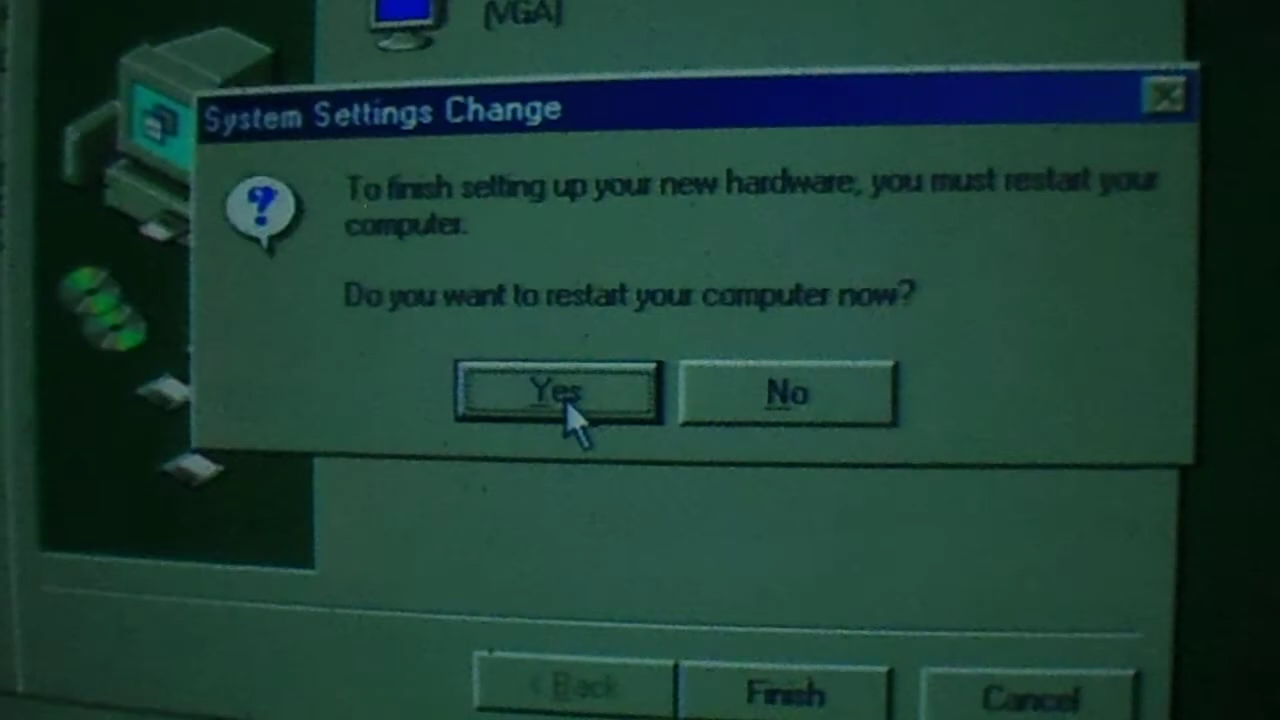 (VGA)
System Settings Change
To finish setting up your new hardware, you must restart your
computer.
Do you want to restart your computer now?
Yes
No
< Back
Finish
Cancel